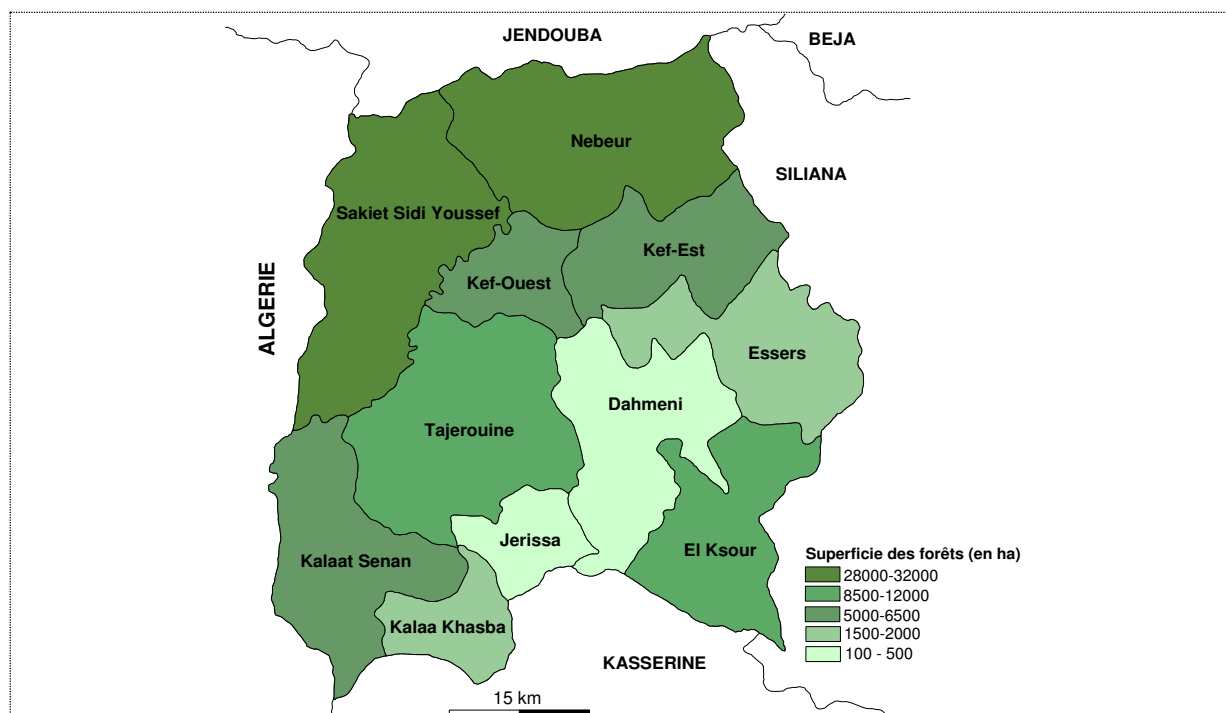 JENDOUBA
BEJA
Nebeur
SILIANA
Sakiet Sidi Youssef
Kef-Est
Kef-Ouest
ALGERIE
Essers
Dahmeni
Tajerouine
Jerissa
El Ksour
Kalaat Senan
Kalaa Khasba
KASSERINE
Superficie des forêts (en ha)
28000-32000
8500-12000
5000-6500
1500-2000
100 - 500
15 km